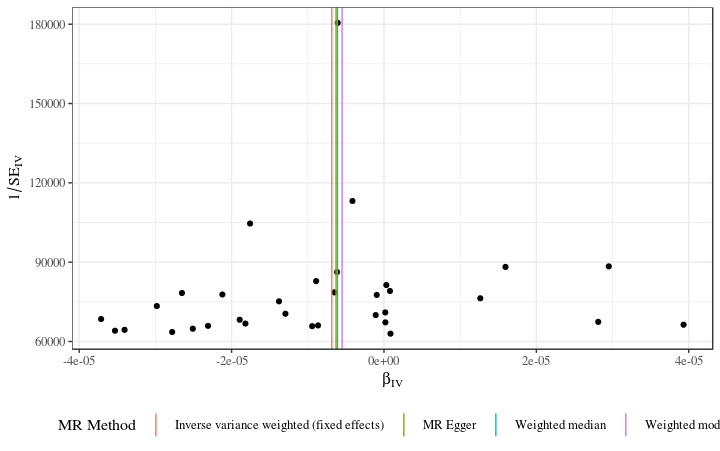 180000
150000
120000
90000
60000
1/SE_IV
-4e-05 -2e-05 0e+00 2e-05 4e-05
β_IV
MR Method Inverse variance weighted (fixed effects) MR Egger Weighted median Weighted mod